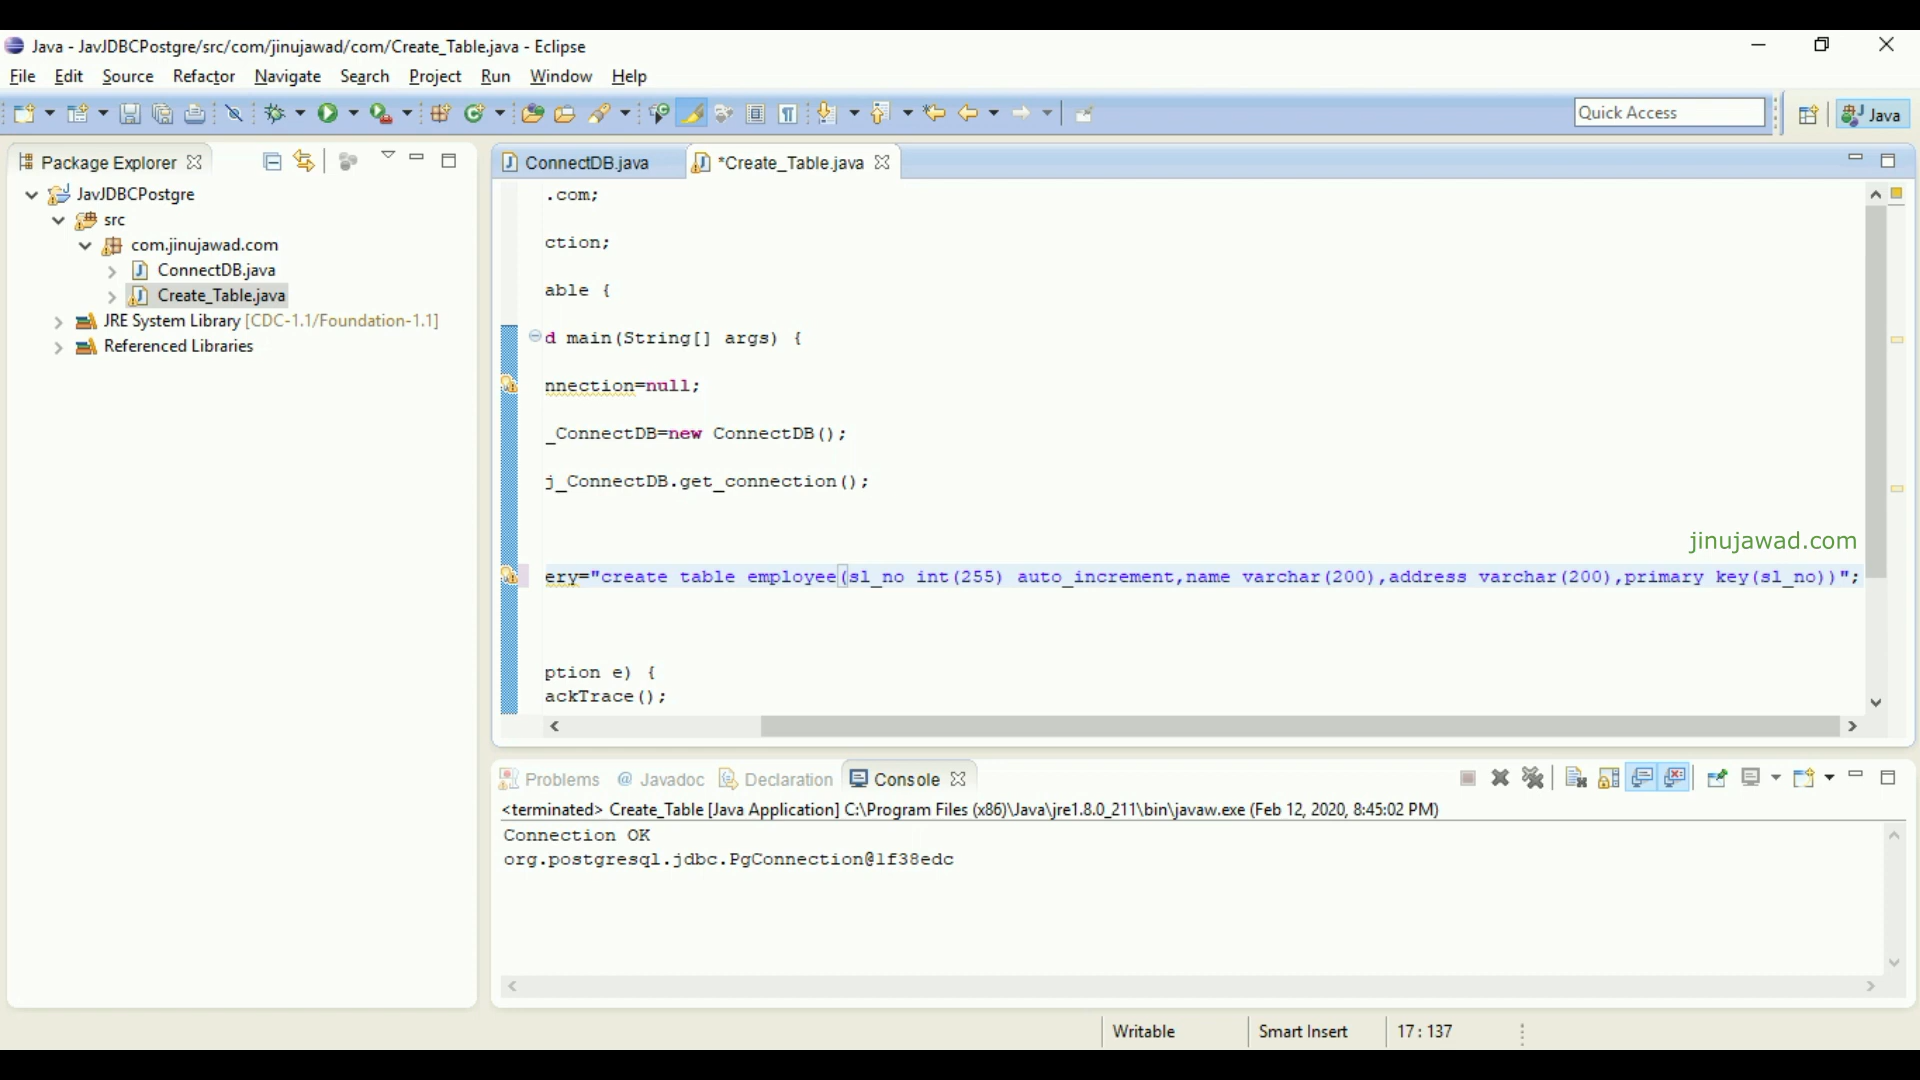 Java - JavJDBCPostgre/src/com/jinujawad/com/Create_Table.java - Eclipse
File Edit Source Refactor Navigate Search Project Run Window Help
Quick Access
Java
Package Explorer
JavJDBCPostgre
src
com.jinujawad.com
ConnectDB.java
Create_Table.java
JRE System Library [CDC-1.1/Foundation-1.1]
Referenced Libraries
ConnectDB.java
*Create_Table.java
.com;
ction;
able {
d main(String[] args) {
nnection=null;
_ConnectDB=new ConnectDB();
j_ConnectDB.get_connection();
jinujawad.com
ery="create table employee(sl_no int(255) auto_increment,name varchar(200),address varchar(200),primary key(sl_no))";
ption e) {
ackTrace();
Problems @ Javadoc Declaration Console
<terminated> Create_Table [Java Application] C:\Program Files (x86)\Java\jre1.8.0_211\bin\javaw.exe (Feb 12, 2020, 8:45:02 PM)
Connection OK
org.postgresql.jdbc.PgConnection@1f38edc
Writable
Smart Insert
17 : 137